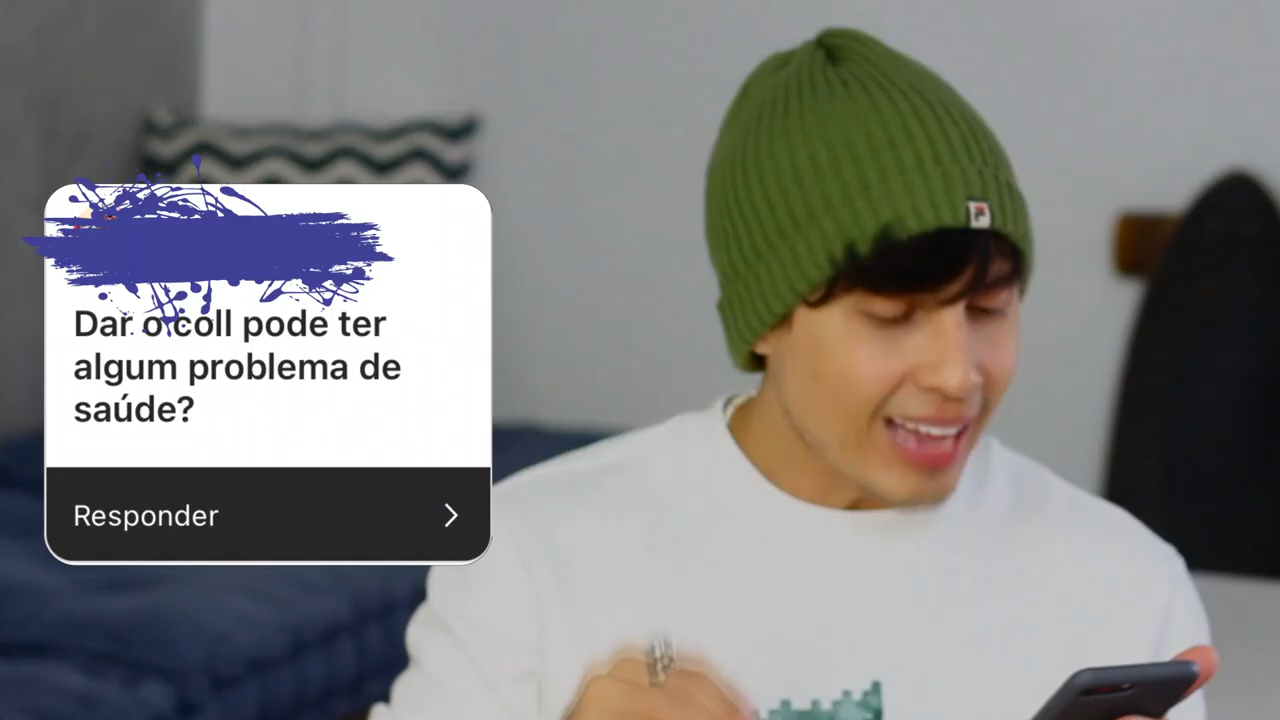 Dar o coll pode ter
algum problema de
saúde?
Responder